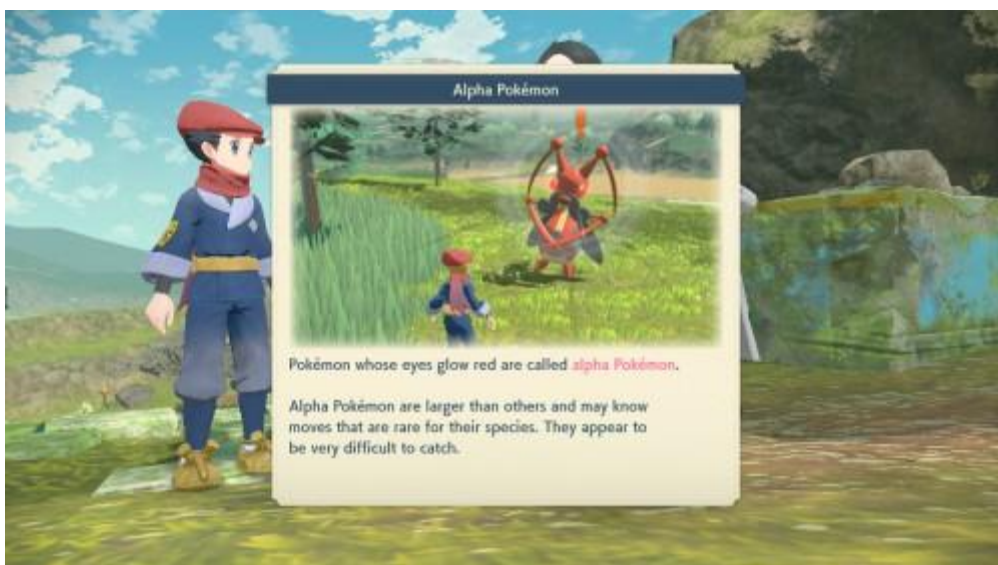 Alpha Pokémon
Pokémon whose eyes glow red are called alpha Pokémon.
Alpha Pokémon are larger than others and may know
moves that are rare for their species. They appear to
be very difficult to catch.